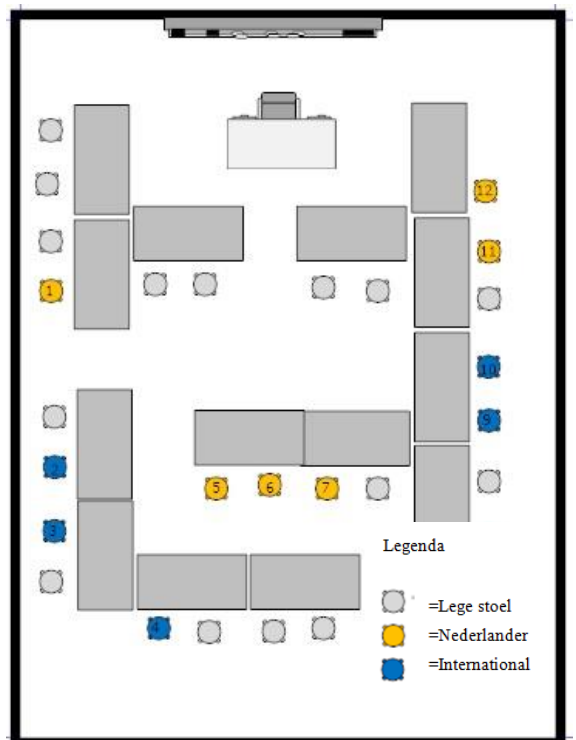 12
11
1
10
9
2
5
6
7
3
4
Legenda
=Lege stoel
=Nederlander
=International